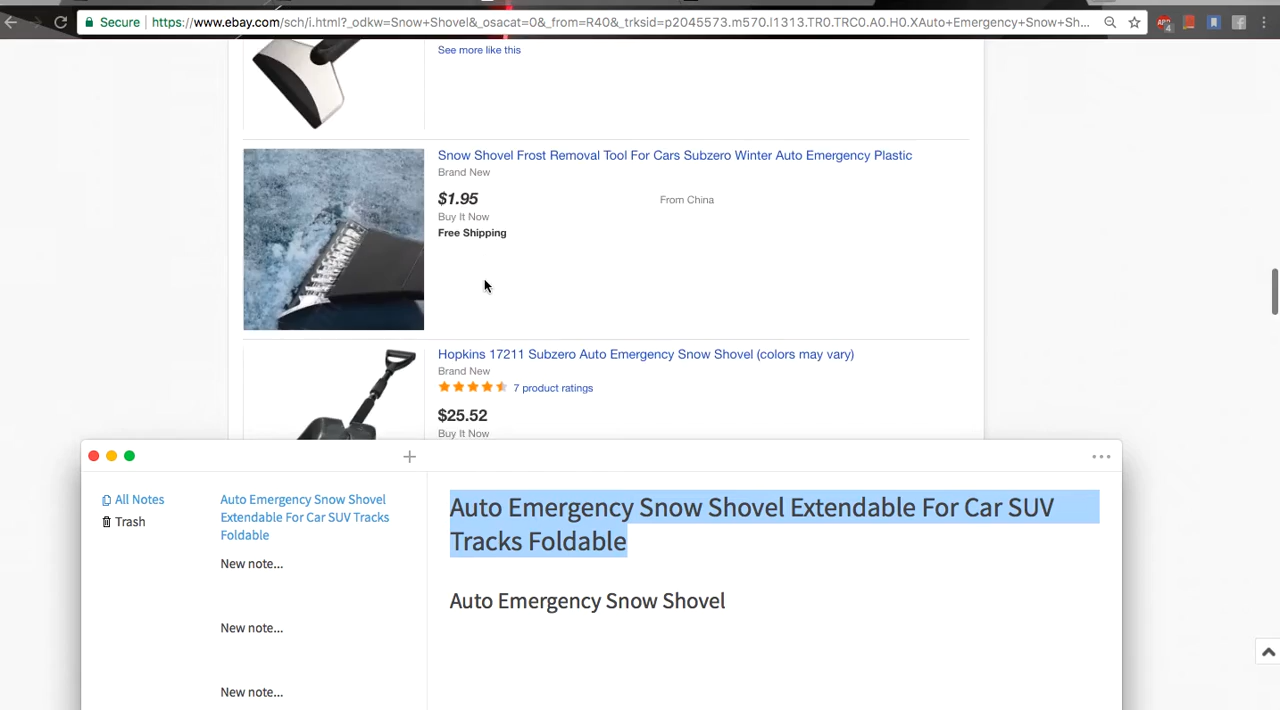 Secure https://www.ebay.com/sch/i.html?_odkw=Snow+Shovel&_osacat=0&_from=R40&_trksid=p2045573.m570.l1313.TR0.TRC0.A0.H0.XAuto+Emergency+Snow+Sh...
See more like this
Snow Shovel Frost Removal Tool For Cars Subzero Winter Auto Emergency Plastic
Brand New
$1.95 From China
Buy It Now
Free Shipping
Hopkins 17211 Subzero Auto Emergency Snow Shovel (colors may vary)
Brand New
7 product ratings
$25.52
Buy It Now
All Notes
Trash
Auto Emergency Snow Shovel
Extendable For Car SUV Tracks
Foldable
New note...
New note...
New note...
Auto Emergency Snow Shovel Extendable For Car SUV
Tracks Foldable
Auto Emergency Snow Shovel